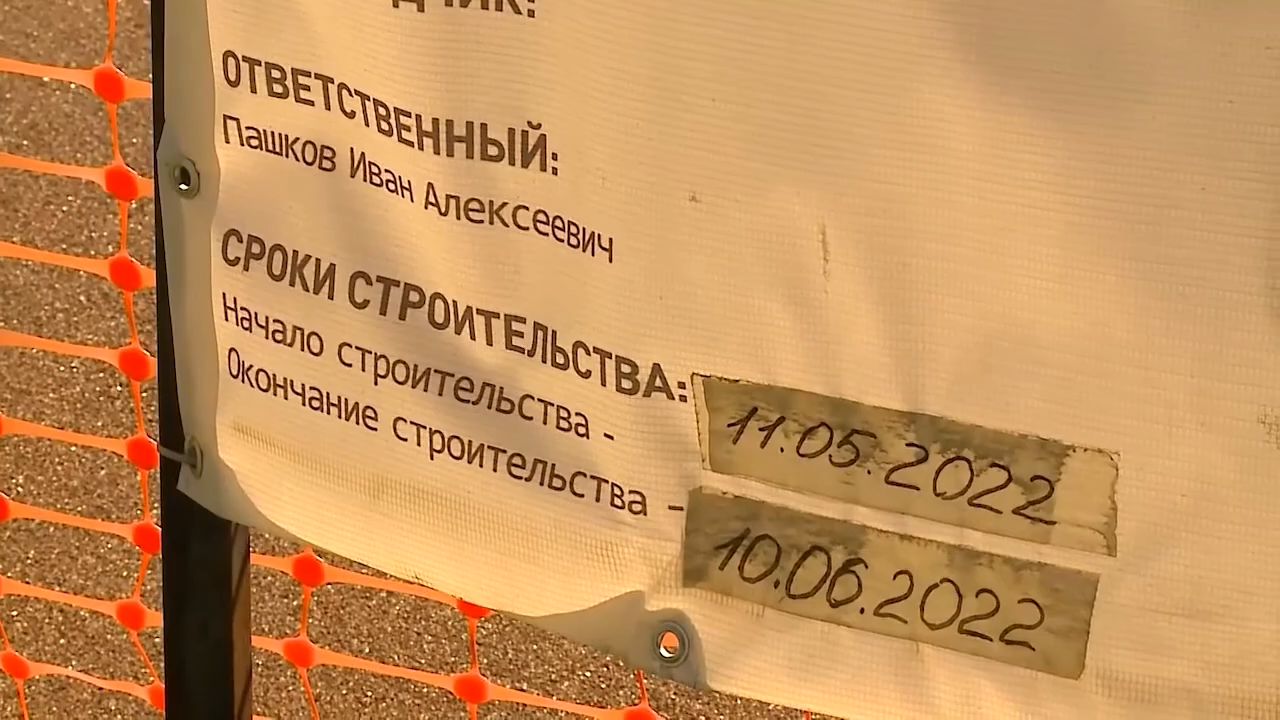 ОТВЕТСТВЕННЫЙ:
Пашков Иван Алексеевич
СРОКИ СТРОИТЕЛЬСТВА:
Начало строительства - 11.05.2022
Окончание строительства - 10.06.2022